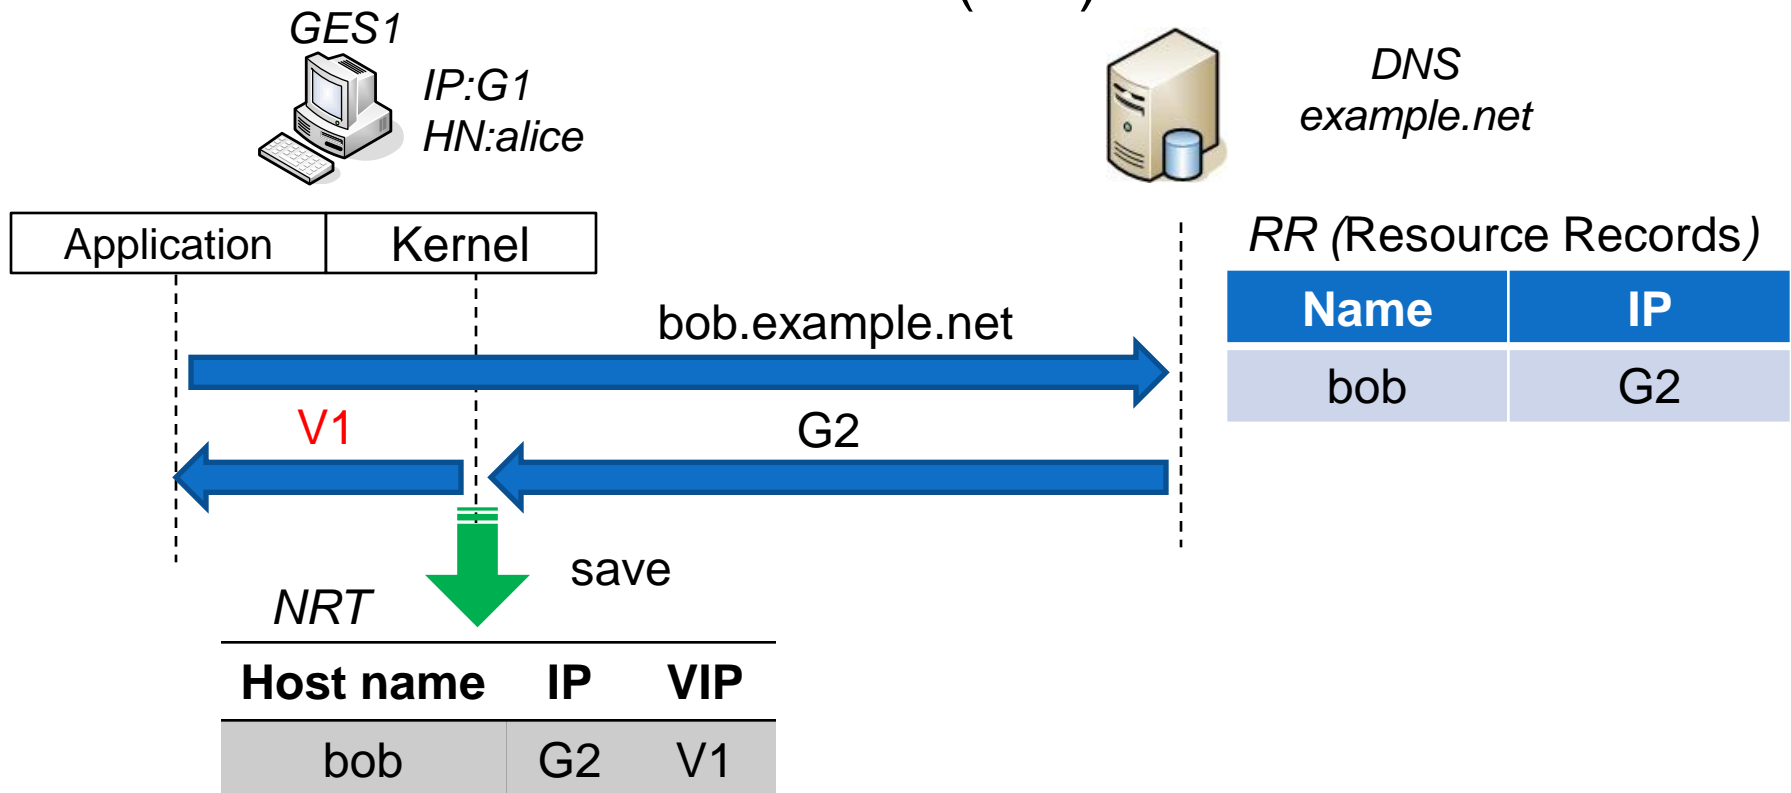 GES1
IP:G1
HN:alice
DNS
example.net
Application Kernel
RR (Resource Records)
Name IP
bob G2
bob.example.net
V1 G2
save
NRT
Host name IP VIP
bob G2 V1